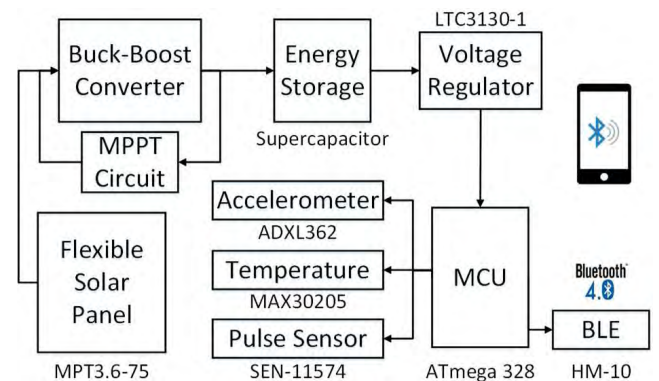 LTC3130-1
Buck-Boost
Converter
Energy
Storage
Voltage
Regulator
Supercapacitor
MPPT
Circuit
Accelerometer
ADXL362
Flexible
Solar
Panel
Temperature
MAX30205
MCU
Bluetooth
4.0
Pulse Sensor
BLE
MPT3.6-75
SEN-11574
ATmega 328
HM-10